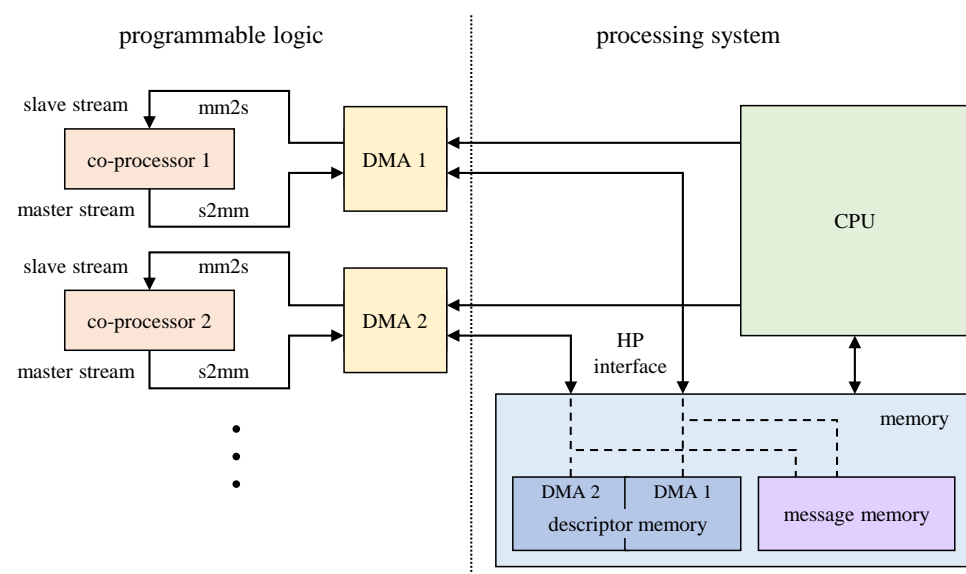 programmable logic
processing system
slave stream
mm2s
co-processor 1
DMA 1
master stream
s2mm
CPU
slave stream
mm2s
co-processor 2
DMA 2
master stream
s2mm
HP
interface
memory
DMA 2
DMA 1
descriptor memory
message memory